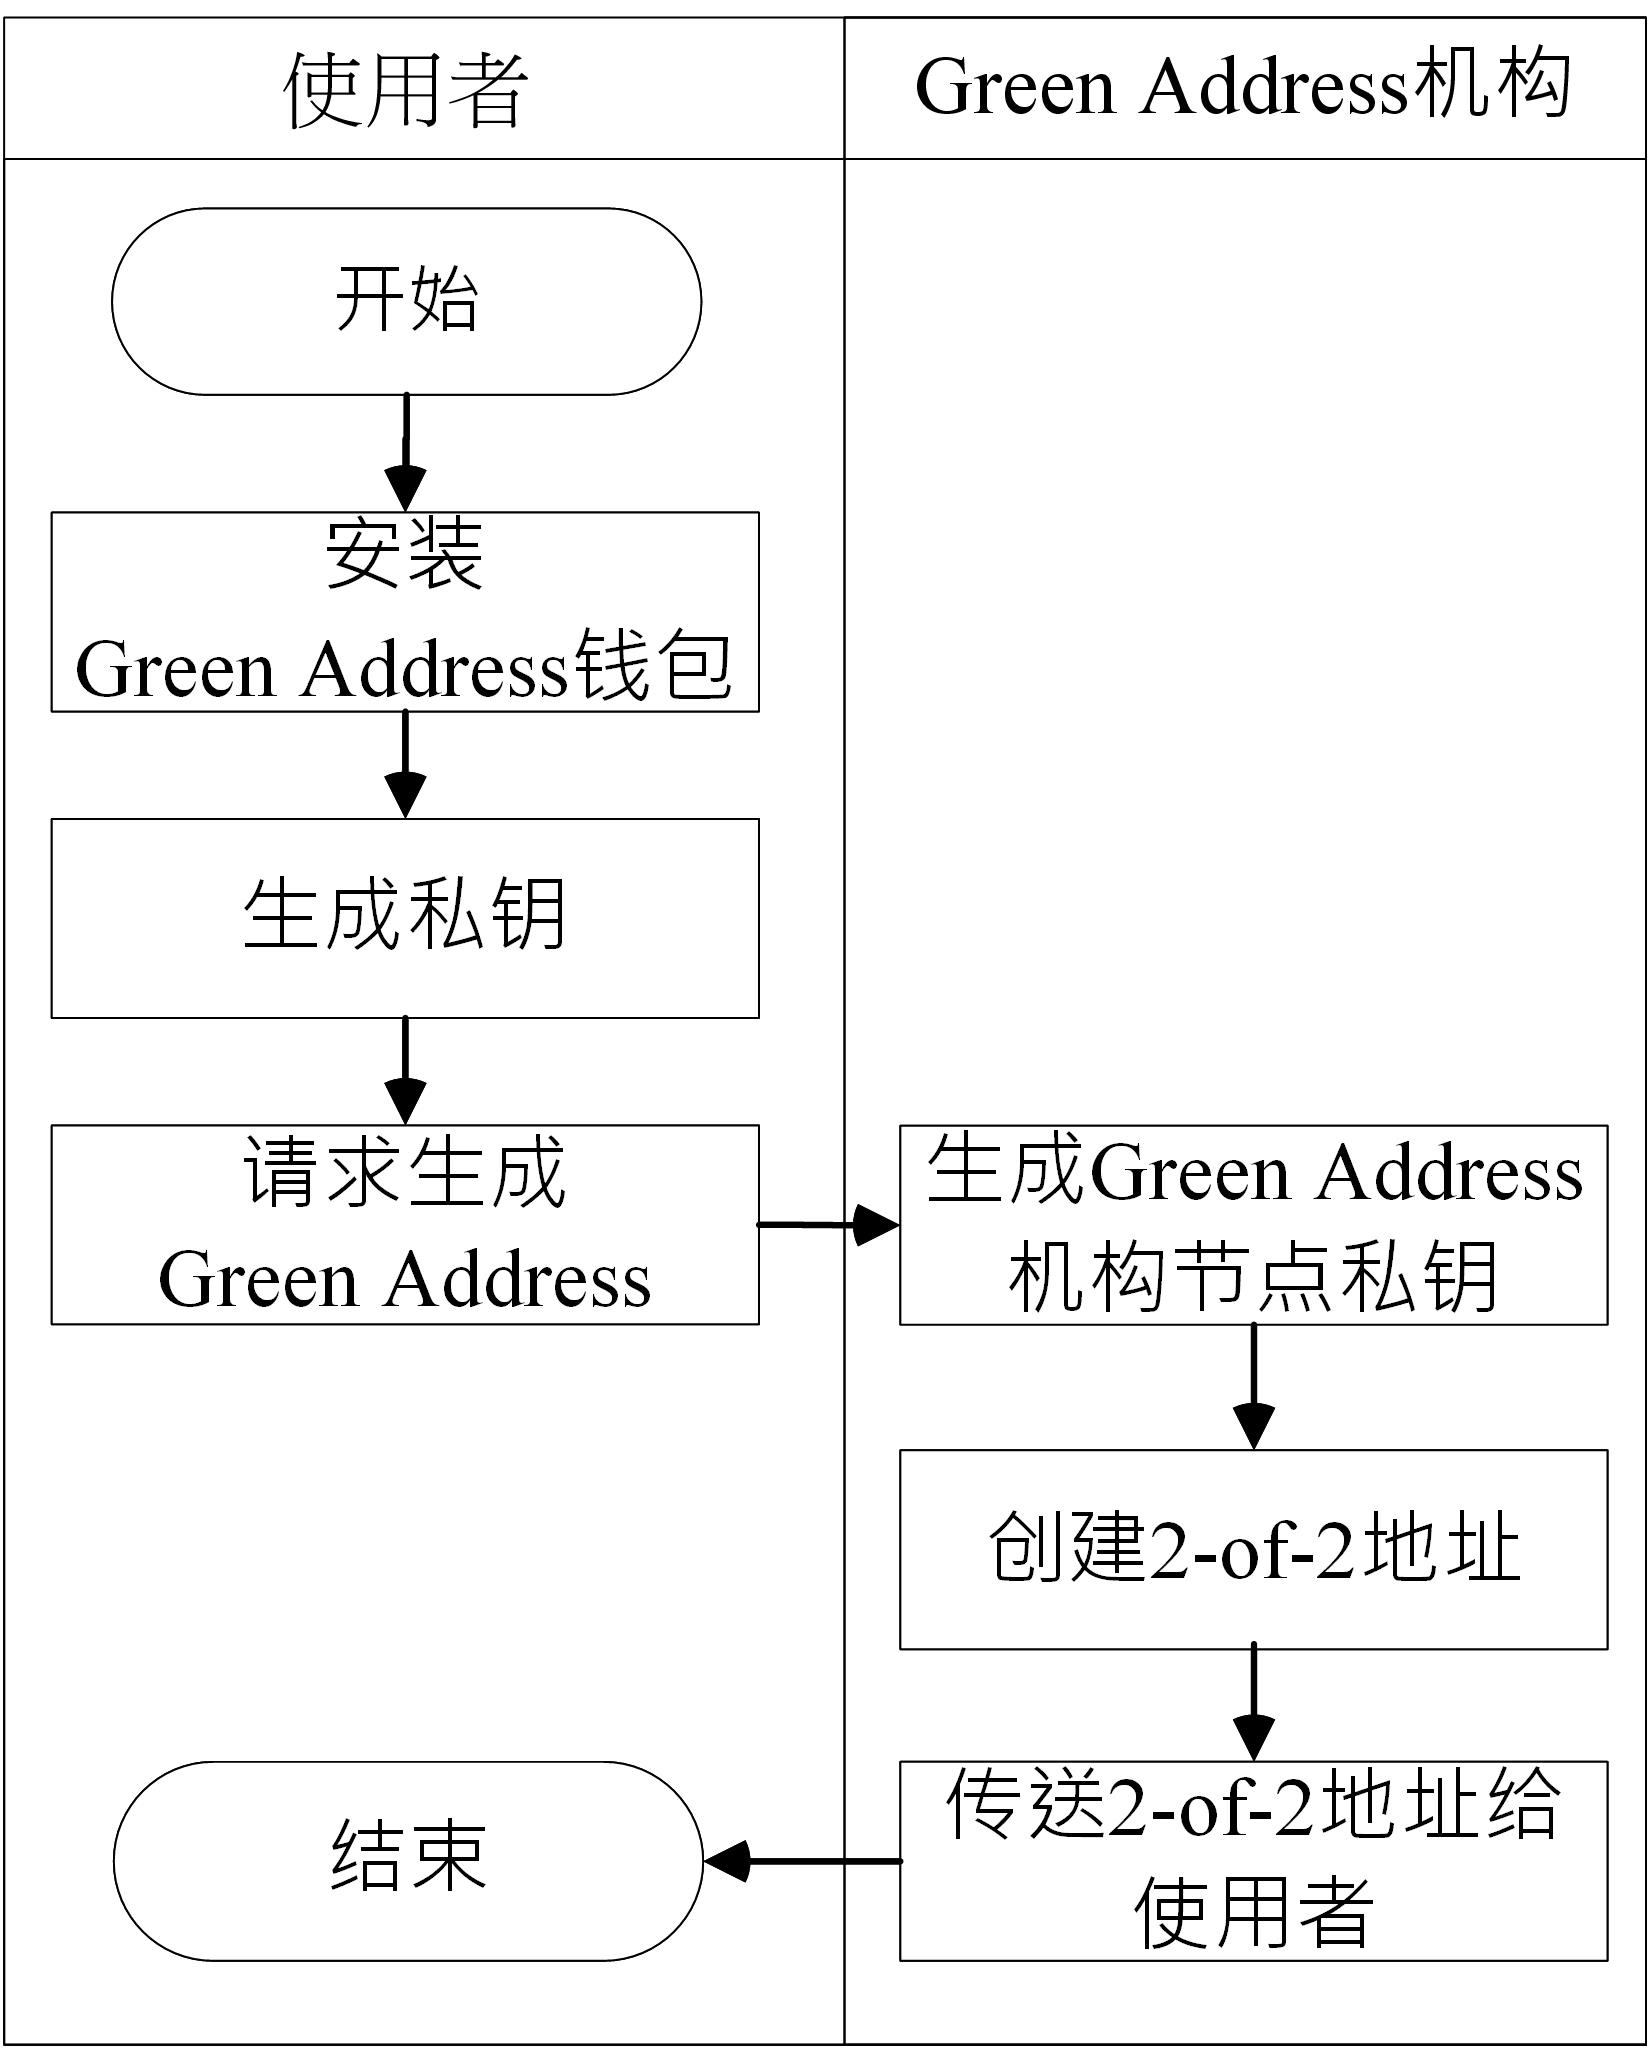 使用者
Green Address机构
开始
安装
Green Address钱包
生成私钥
请求生成
Green Address
生成Green Address
机构节点私钥
创建2-of-2地址
传送2-of-2地址给
使用者
结束